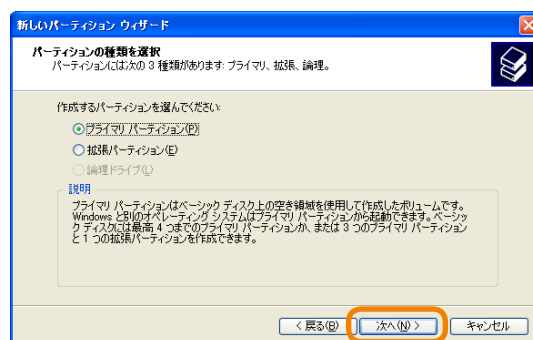 新しいパーティション ウィザード
パーティションの種類を選択
パーティションには次の 3 種類があります: プライマリ、拡張、論理。
作成するパーティションを選んでください:
プライマリ パーティション(P)
拡張パーティション(E)
論理ドライブ(L)
説明
プライマリ パーティションはベーシック ディスク上の空き領域を使用して作成したボリュームです。
Windows と別のオペレーティング システムはプライマリ パーティションから起動できます。ベーシッ
ク ディスクには最高 4 つまでのプライマリ パーティションか、または 3 つのプライマリ パーティション
と 1 つの拡張パーティションを作成できます。
< 戻る(B) 次へ(N) > キャンセル